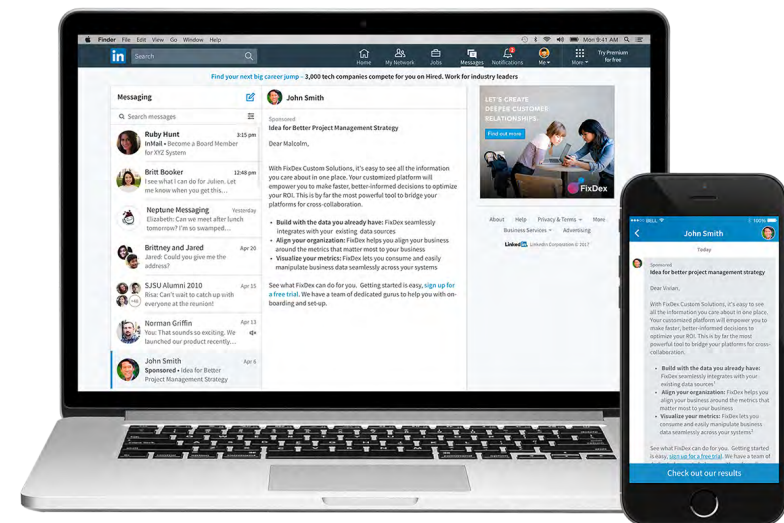 Finder File Edit View Go Window Help
Mon 9:41 AM
in
Search
Home
My Network
Jobs
Messages
Notifications
Me
More
Try Premium
for free
Find your next big career jump – 3,000 tech companies compete for you on Hired. Work for industry leaders
Messaging
Search messages
Ruby Hunt 3:15 pm
InMail • Become a Board Member
for XYZ System
Britt Booker 12:48 pm
I see what I can do for Julien. Let
me know when you get this…
Neptune Messaging Yesterday
Elizabeth: Can we meet after lunch
tomorrow? I'm so swamped…
Brittney and Jared Apr 20
Jared: Could you give me the
address?
SJSU Alumni 2010 Apr 15
Risa: Can't wait to catch up with
everyone at the reunion!
Norman Griffin Apr 13
You: That sounds so exciting. We
launched our product recently…
John Smith Apr 6
Sponsored • Idea for Better
Project Management Strategy
John Smith
Sponsored
Idea for Better Project Management Strategy
Dear Malcolm,
With FixDex Custom Solutions, it's easy to see all the information
you care about in one place. Your customized platform will
empower you to make faster, better-informed decisions to optimize
your ROI. This is by far the most powerful tool to bridge your
platforms for cross-collaboration.
• Build with the data you already have: FixDex seamlessly
integrates with your existing data sources
• Align your organization: FixDex helps you align your business
around the metrics that matter most to your business
• Visualize your metrics: FixDex lets you consume and easily
manipulate business data seamlessly across your systems
See what FixDex can do for you. Getting started is easy, sign up for
a free trial. We have a team of dedicated gurus to help you with on-
boarding and set-up.
LET'S CREATE
DEEPER CUSTOMER
RELATIONSHIPS.
Find out more
FixDex
About Help Privacy & Terms More
Business Services Advertising
LinkedIn LinkedIn Corporation © 2017
BELL
100%
John Smith
Today
Sponsored
Idea for better project management strategy
Dear Vivian,
With FixDex Custom Solutions, it's easy to see
all the information you care about in one place.
Your customized platform will empower you to
make faster, better-informed decisions to
optimize your ROI. This is by far the most
powerful tool to bridge your platforms for cross-
collaboration.
• Build with the data you already have:
FixDex seamlessly integrates with your
existing data sources
• Align your organization: FixDex helps you
align your business around the metrics that
matter most to your business
• Visualize your metrics: FixDex lets you
consume and easily manipulate business
data seamlessly across your systems
See what FixDex can do for you. Getting started
is easy, sign up for a free trial. We have a team of
Check out our results